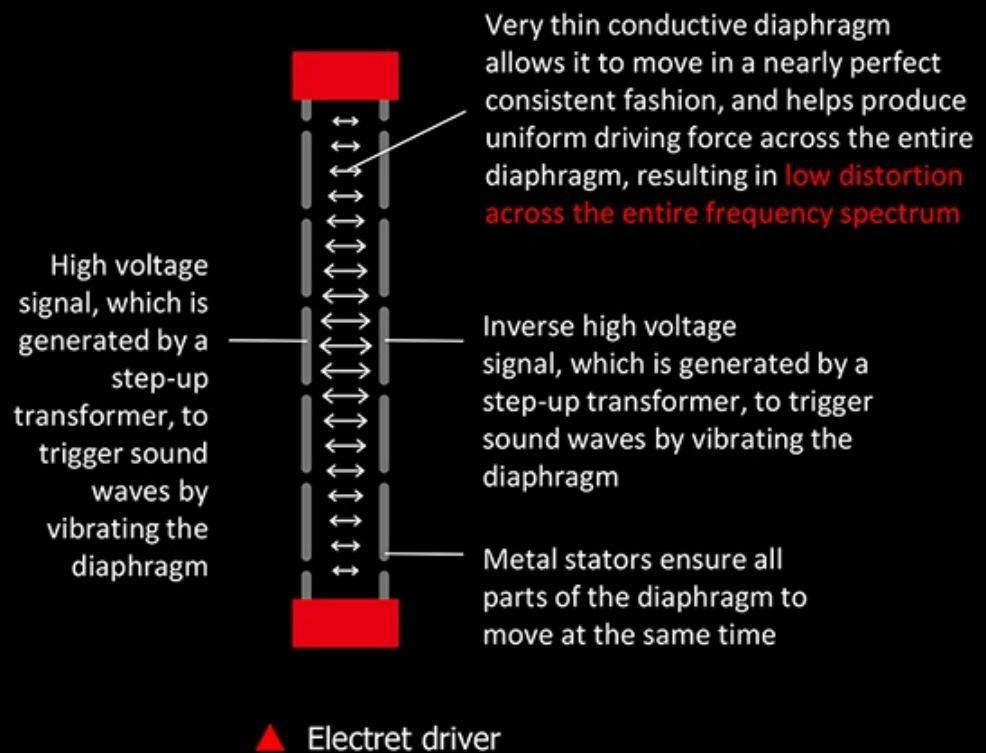 Very thin conductive diaphragm
allows it to move in a nearly perfect
consistent fashion, and helps produce
uniform driving force across the entire
diaphragm, resulting in low distortion
across the entire frequency spectrum
High voltage
signal, which is
generated by a
step-up
transformer, to
trigger sound
waves by
vibrating the
diaphragm
Inverse high voltage
signal, which is generated by a
step-up transformer, to trigger
sound waves by vibrating the
diaphragm
Metal stators ensure all
parts of the diaphragm to
move at the same time
Electret driver